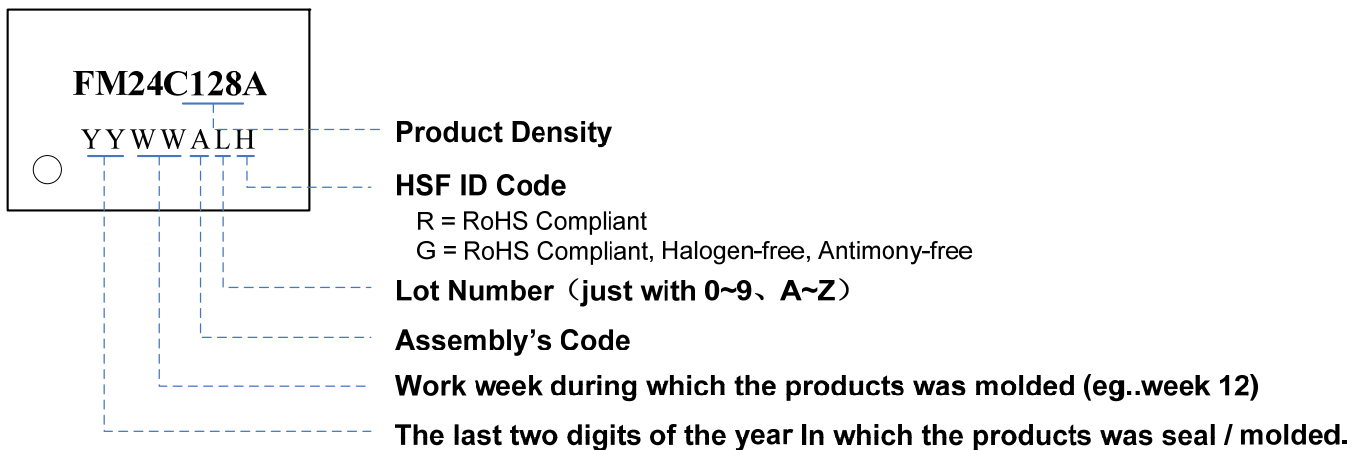 FM24C128A
YYWWALH
Product Density
HSF ID Code
R = RoHS Compliant
G = RoHS Compliant, Halogen-free, Antimony-free
Lot Number（just with 0~9、A~Z）
Assembly’s Code
Work week during which the products was molded (eg..week 12)
The last two digits of the year In which the products was seal / molded.